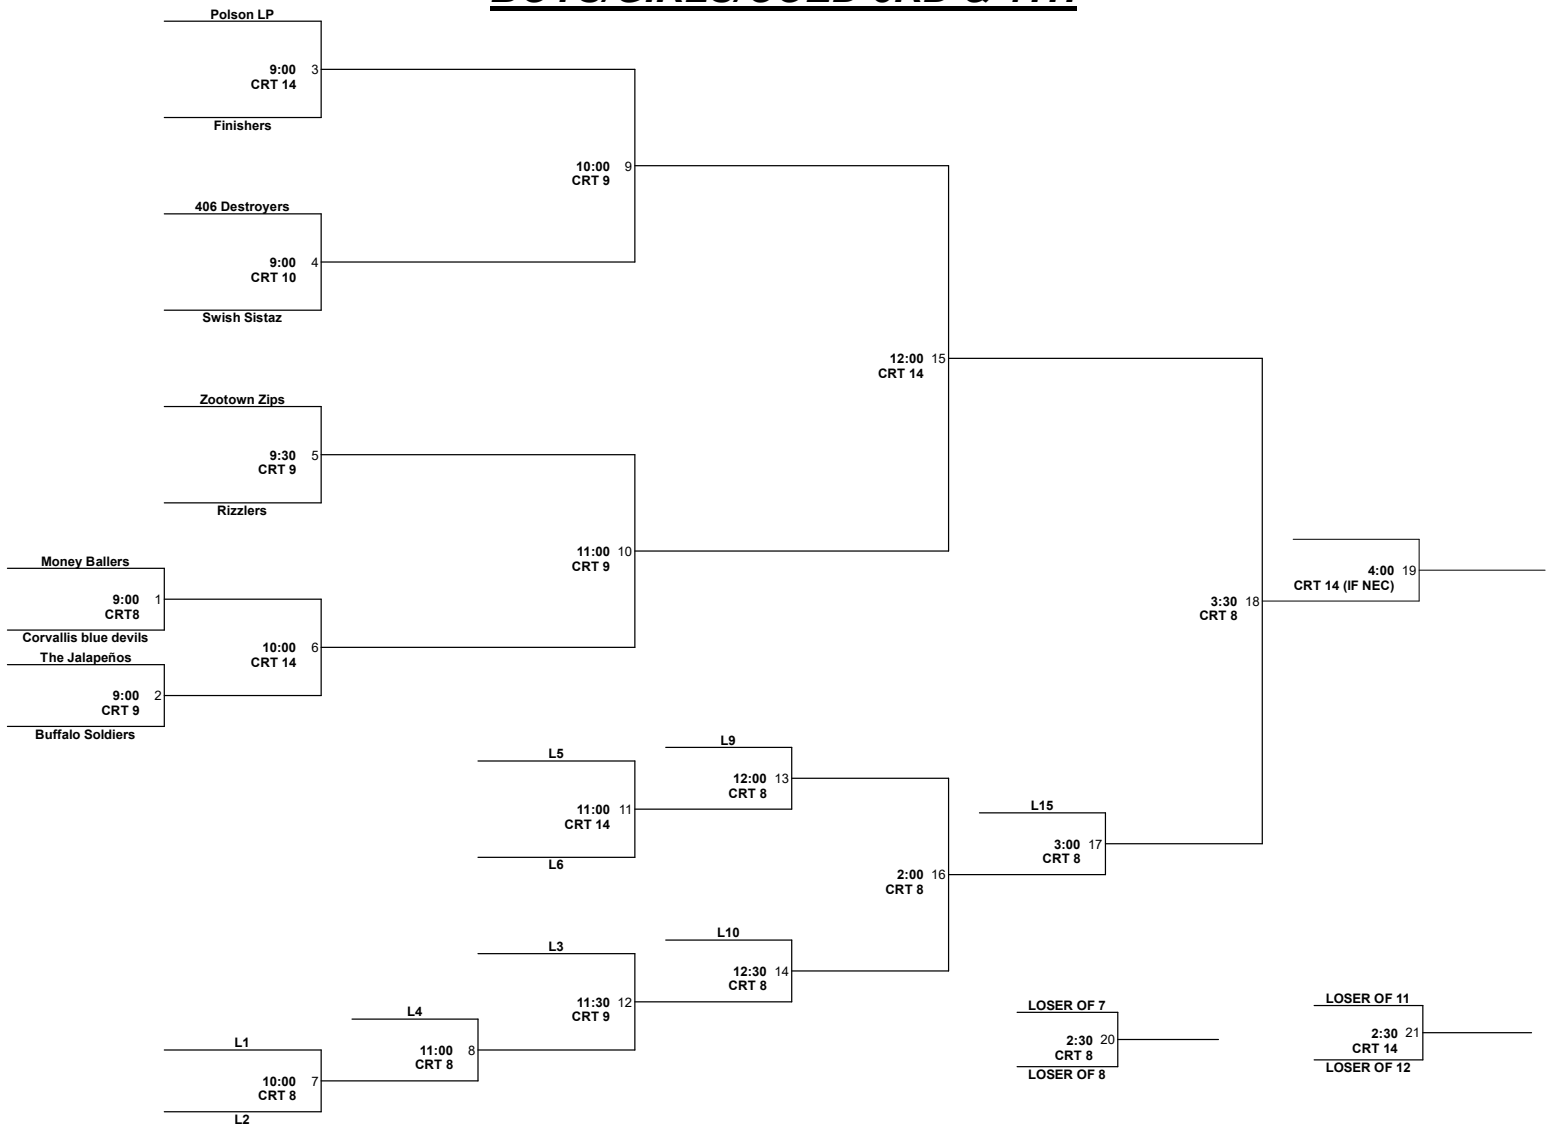 Polson LP
9:00 3
CRT 14
Finishers
10:00 9
CRT 9
406 Destroyers
9:00 4
CRT 10
Swish Sistaz
12:00 15
CRT 14
Zootown Zips
9:30 5
CRT 9
Rizzlers
11:00 10
CRT 9
Money Ballers
9:00 1
CRT8
Corvallis blue devils
The Jalapeños
10:00 6
CRT 14
9:00 2
CRT 9
Buffalo Soldiers
4:00 19
CRT 14 (IF NEC)
3:30 18
CRT 8
L9
L5
12:00 13
CRT 8
11:00 11
CRT 14
L6
L15
3:00 17
CRT 8
2:00 16
CRT 8
L10
L3
12:30 14
CRT 8
11:30 12
CRT 9
L4
11:00 8
CRT 8
L1
10:00 7
CRT 8
L2
LOSER OF 7
2:30 20
CRT 8
LOSER OF 8
LOSER OF 11
2:30 21
CRT 14
LOSER OF 12